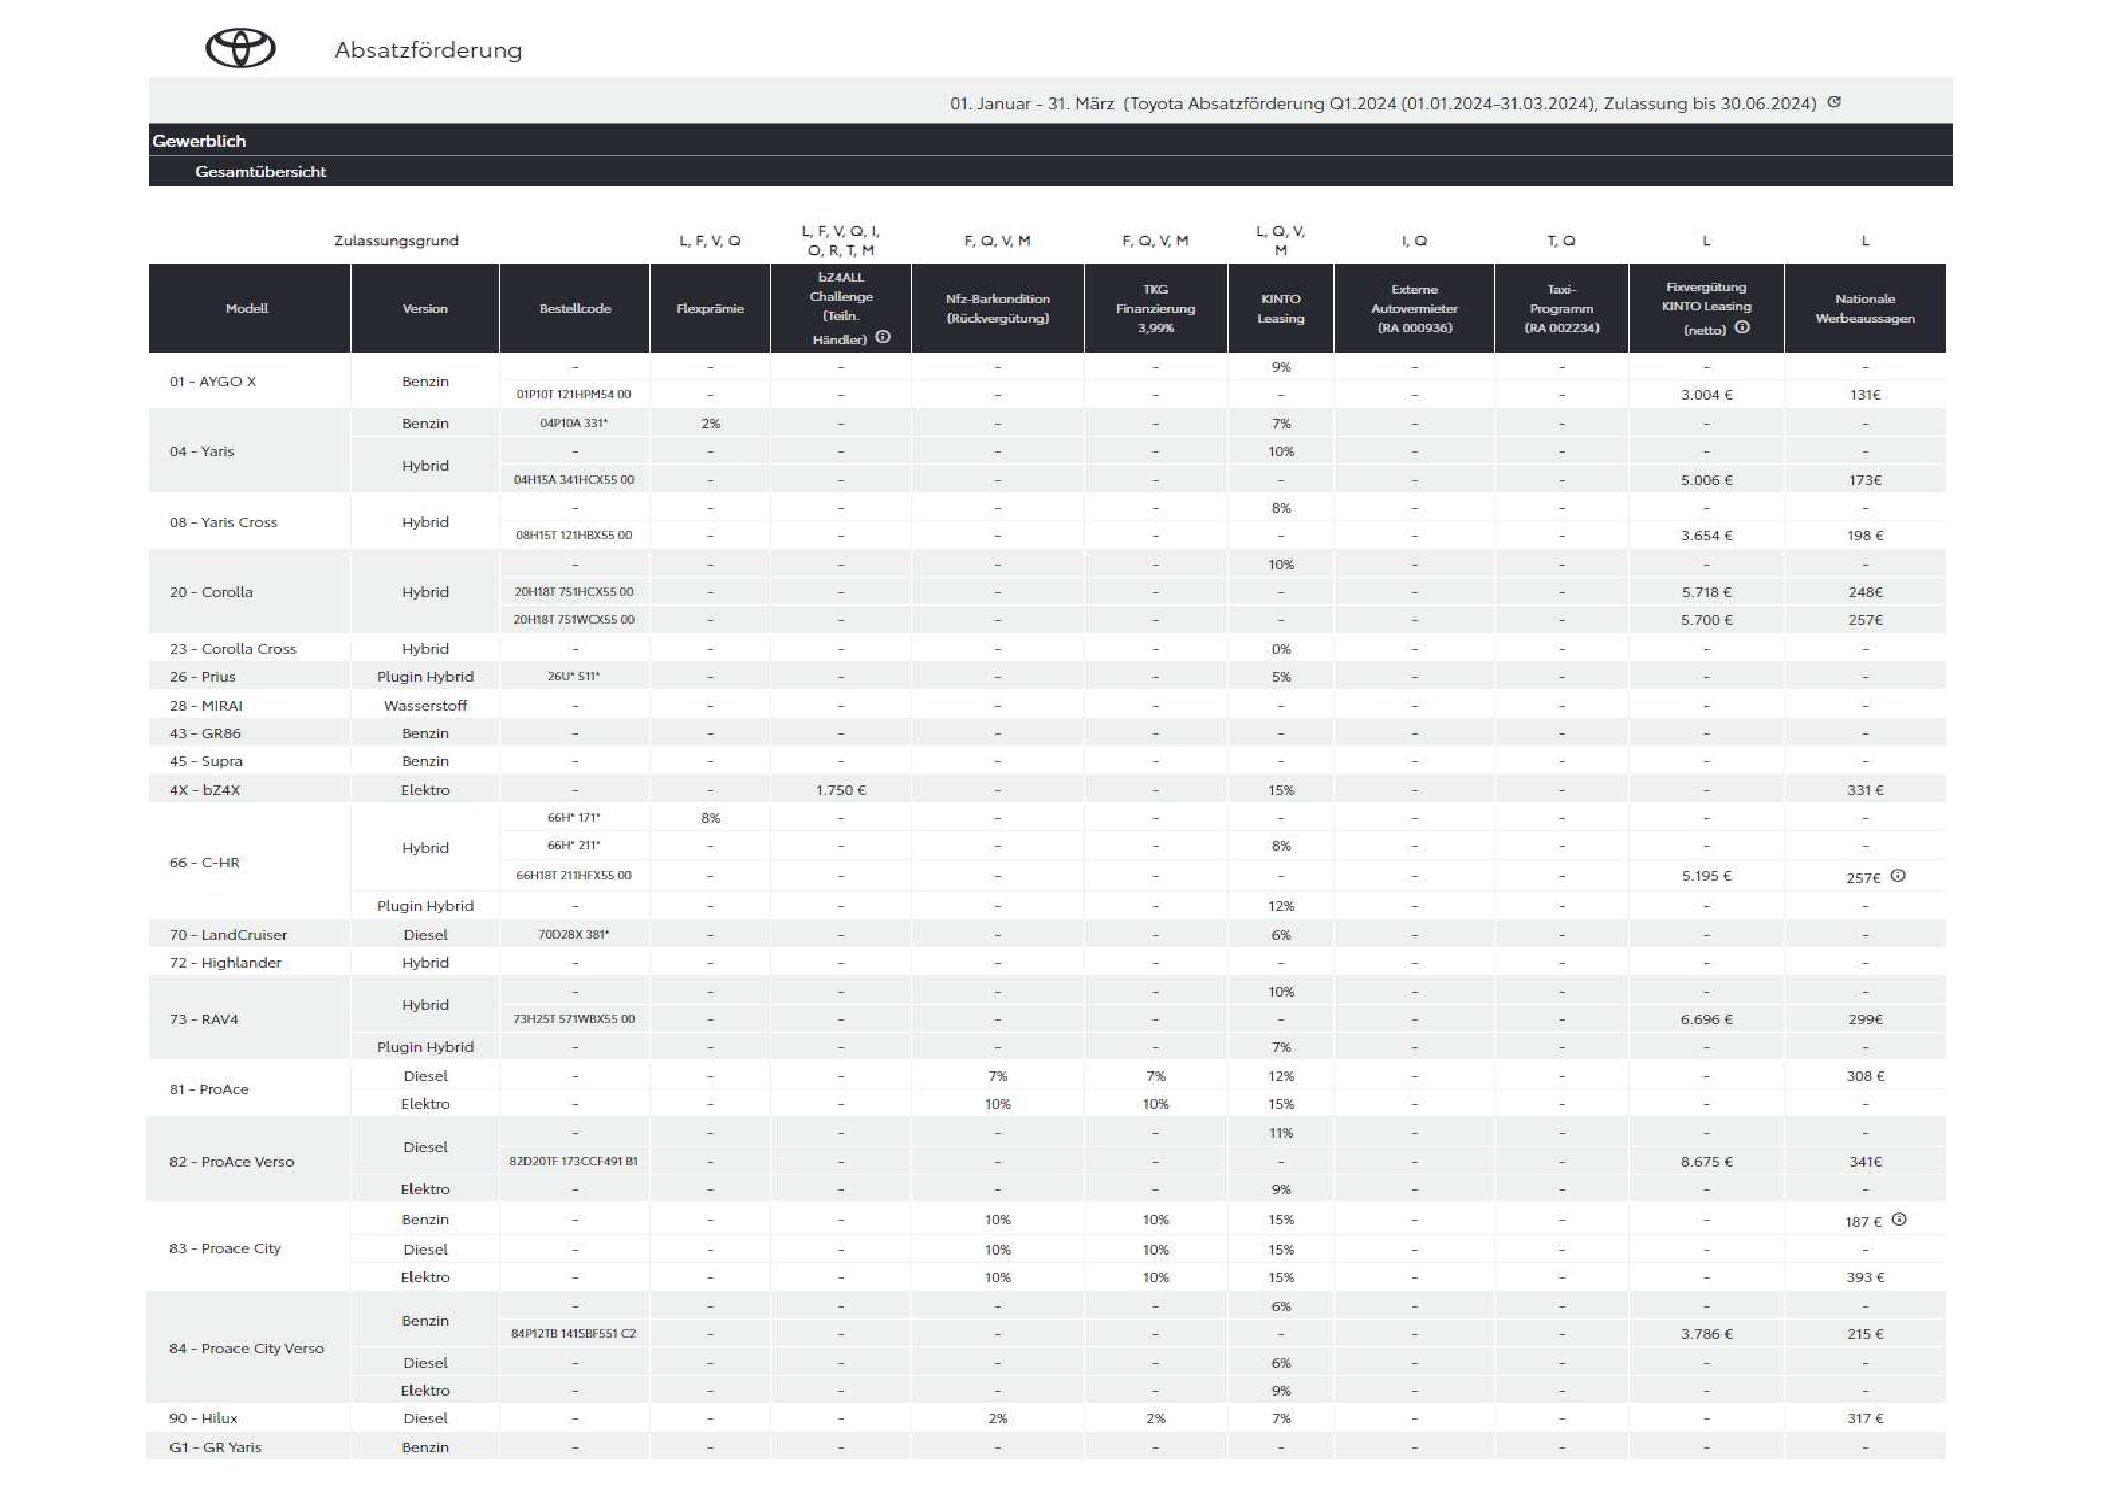 Absatzförderung
01. Januar - 31. März (Toyota Absatzförderung Q1.2024 (01.01.2024-31.03.2024), Zulassung bis 30.06.2024)
Gewerblich
Gesamtübersicht
Zulassungsgrund L, F, V, Q L, F, V, Q, I, O, R, T, M F, Q, V, M F, Q, V, M L, Q, V, M I, Q T, Q L L
Modell Version Bestellcode Flexprämie bZ4ALL Challenge (Teiln. Händler) Nfz-Barkondition (Rückvergütung) TKG Finanzierung 3,99% KINTO Leasing Externe Autovermieter (RA 000936) Taxi-Programm (RA 002234) Fixvergütung KINTO Leasing (netto) Nationale Werbeaussagen
01 - AYGO X Benzin - - - - - 9% - - - -
01P10T 121HPM54 00 - - - - - - - 3.004 € 131€
04 - Yaris Benzin 04P10A 331* 2% - - - 7% - - - -
Hybrid - - - - - 10% - - - -
04H15A 341HCX55 00 - - - - - - - 5.006 € 173€
08 - Yaris Cross Hybrid - - - - - 8% - - - -
08H15T 121HBX55 00 - - - - - - - 3.654 € 198 €
20 - Corolla Hybrid - - - - - 10% - - - -
20H18T 751HCX55 00 - - - - - - - 5.718 € 248€
20H18T 751WCX55 00 - - - - - - - 5.700 € 257€
23 - Corolla Cross Hybrid - - - - - 0% - - - -
26 - Prius Plugin Hybrid 26U* 511* - - - - 5% - - - -
28 - MIRAI Wasserstoff - - - - - - - - - -
43 - GR86 Benzin - - - - - - - - - -
45 - Supra Benzin - - - - - - - - - -
4X - bZ4X Elektro - - 1.750 € - - 15% - - - 331 €
66 - C-HR Hybrid 66H* 171* 8% - - - - - - - -
66H* 211* - - - - 8% - - - -
66H18T 211HFX55 00 - - - - - - - 5.195 € 257€
Plugin Hybrid - - - - - 12% - - - -
70 - LandCruiser Diesel 70D28X 381* - - - - 6% - - - -
72 - Highlander Hybrid - - - - - - - - - -
73 - RAV4 Hybrid - - - - - 10% - - - -
73H25T 571WBX55 00 - - - - - - - 6.696 € 299€
Plugin Hybrid - - - - - 7% - - - -
81 - ProAce Diesel - - - 7% 7% 12% - - - 308 €
Elektro - - - 10% 10% 15% - - - -
82 - ProAce Verso Diesel - - - - - 11% - - - -
82D20TF 173CCF491 B1 - - - - - - - 8.675 € 341€
Elektro - - - - - 9% - - - -
83 - Proace City Benzin - - - 10% 10% 15% - - - 187 €
Diesel - - - 10% 10% 15% - - - -
Elektro - - - 10% 10% 15% - - - 393 €
84 - Proace City Verso Benzin - - - - - 6% - - - -
84P12TB 141SBF551 C2 - - - - - - - 3.786 € 215 €
Diesel - - - - - 6% - - - -
Elektro - - - - - 9% - - - -
90 - Hilux Diesel - - - 2% 2% 7% - - - 317 €
G1 - GR Yaris Benzin - - - - - - - - - -